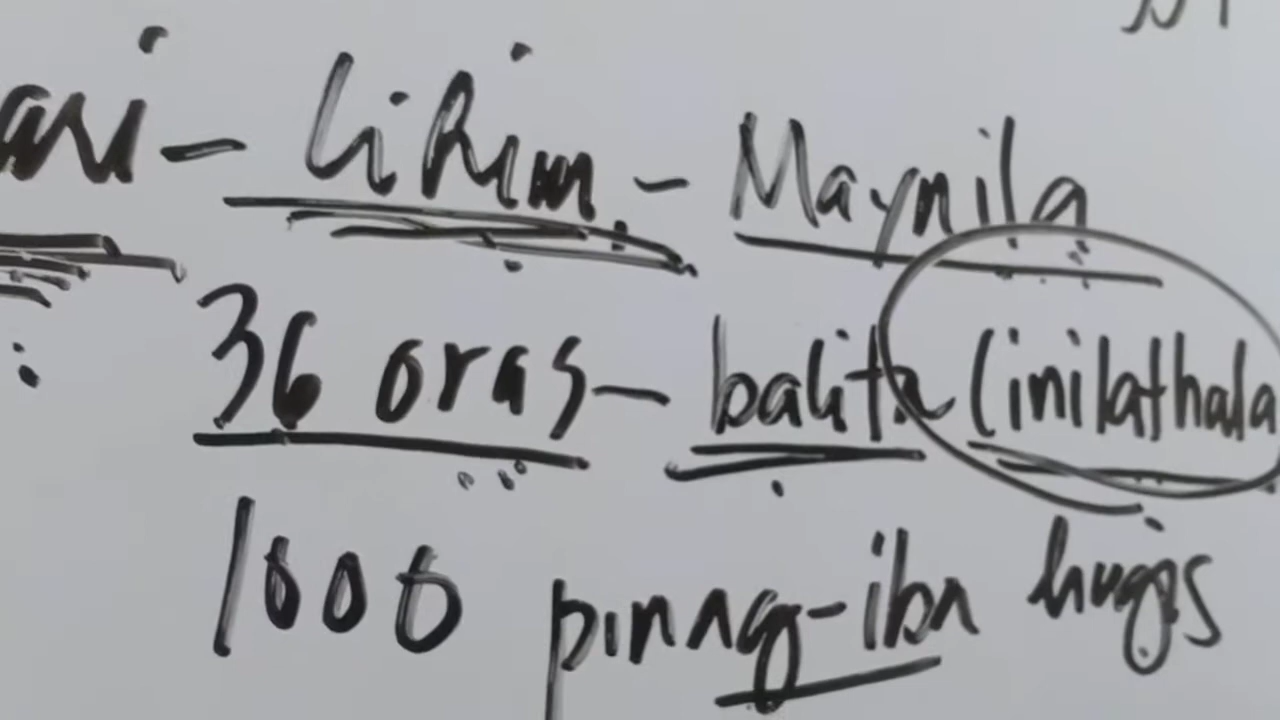 - lihim - Maynila
36 oras - balita (inilathala
1000 pinag-iba hugis